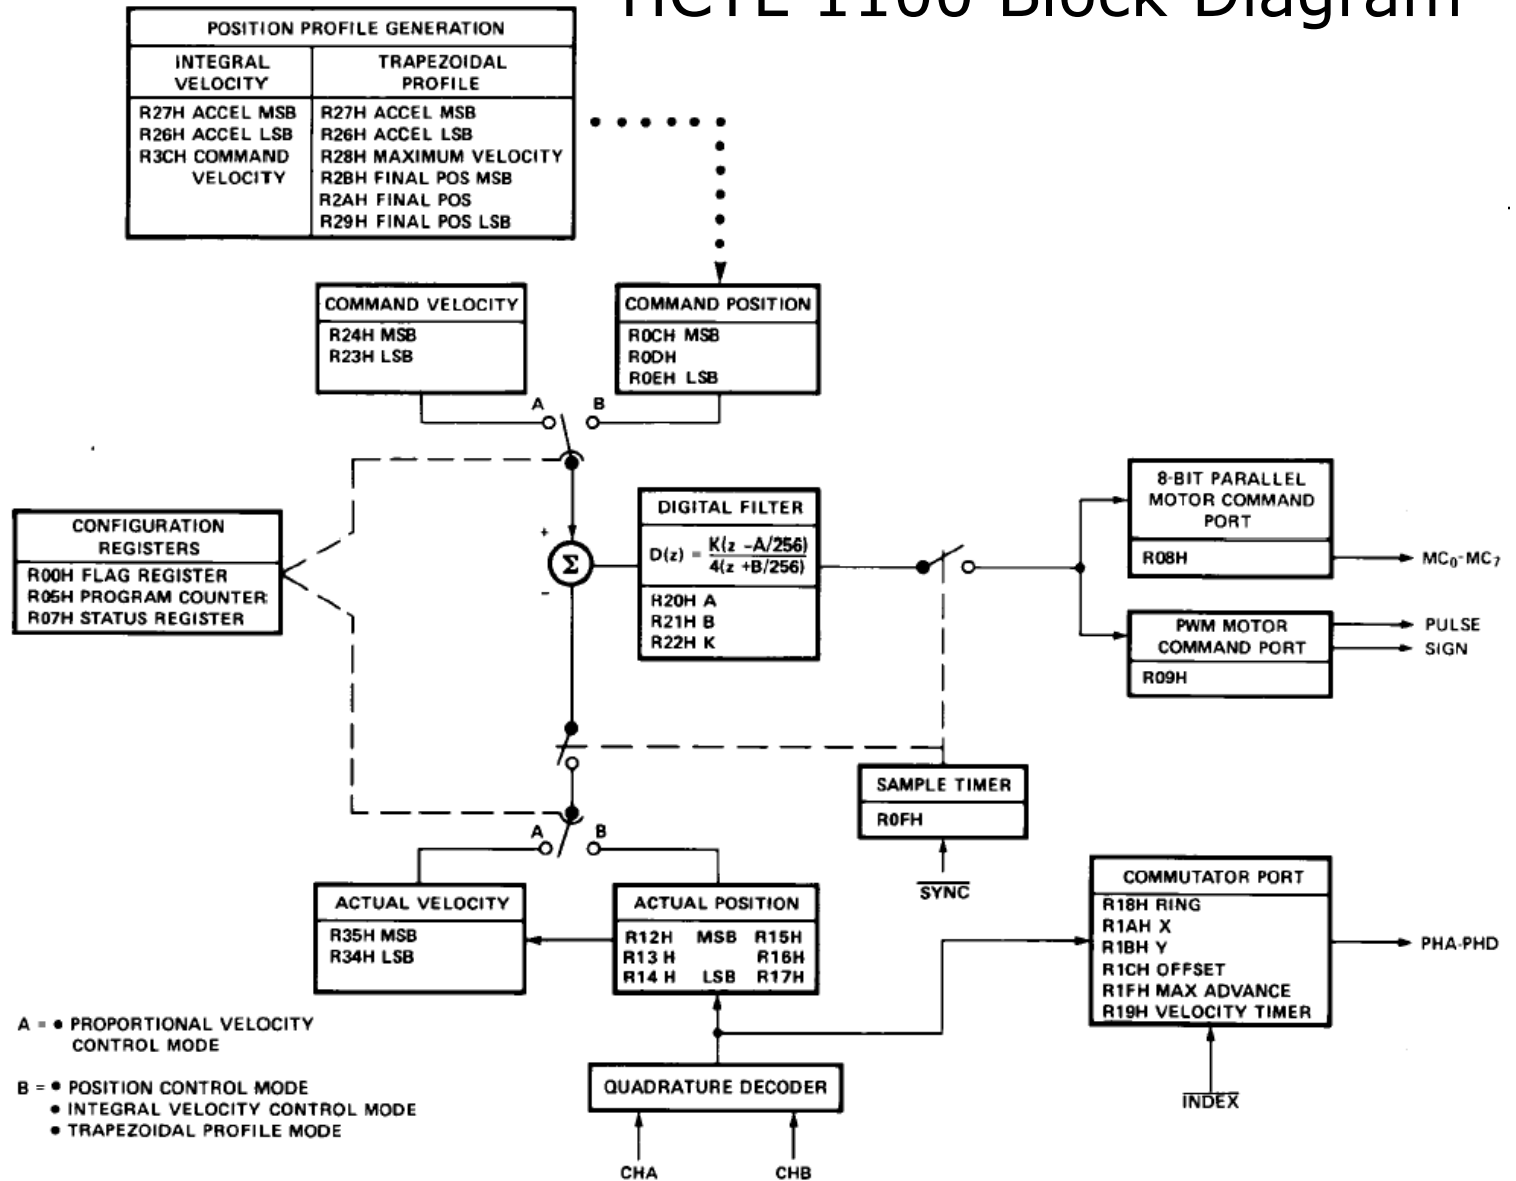 HCTL 1100 Block Diagram
POSITION PROFILE GENERATION
INTEGRAL
VELOCITY
R27H ACCEL MSB
R26H ACCEL LSB
R3CH COMMAND
VELOCITY
TRAPEZOIDAL
PROFILE
R27H ACCEL MSB
R26H ACCEL LSB
R28H MAXIMUM VELOCITY
R2BH FINAL POS MSB
R2AH FINAL POS
R29H FINAL POS LSB
COMMAND VELOCITY
R24H MSB
R23H LSB
COMMAND POSITION
R0CH MSB
R0DH
R0EH LSB
A
B
CONFIGURATION
REGISTERS
R00H FLAG REGISTER
R05H PROGRAM COUNTER
R07H STATUS REGISTER
+
Σ
-
DIGITAL FILTER
D(z) = K(z -A/256)
4(z +B/256)
R20H A
R21H B
R22H K
8-BIT PARALLEL
MOTOR COMMAND
PORT
R08H
MC0-MC7
PWM MOTOR
COMMAND PORT
R09H
PULSE
SIGN
SAMPLE TIMER
R0FH
SYNC
A
B
ACTUAL VELOCITY
R35H MSB
R34H LSB
ACTUAL POSITION
R12H MSB R15H
R13H R16H
R14H LSB R17H
COMMUTATOR PORT
R18H RING
R1AH X
R1BH Y
R1CH OFFSET
R1FH MAX ADVANCE
R19H VELOCITY TIMER
PHA-PHD
INDEX
QUADRATURE DECODER
CHA
CHB
A = • PROPORTIONAL VELOCITY
CONTROL MODE
B = • POSITION CONTROL MODE
• INTEGRAL VELOCITY CONTROL MODE
• TRAPEZOIDAL PROFILE MODE